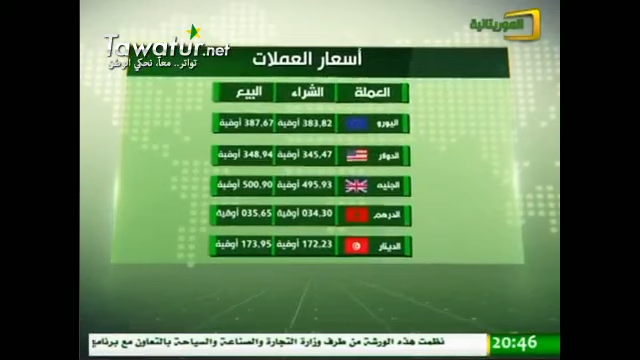 الموريتانية
Tawatur.net
تواتر.. معاً، نحكي الوطن
أسعار العملات
العملة الشراء البيع
اليورو 383,82 أوقية 387,67 أوقية
الدولار 345,47 أوقية 348,94 أوقية
الجنيه 495,93 أوقية 500,90 أوقية
الدرهم 034,30 أوقية 035,65 أوقية
الدينار 172,23 أوقية 173,95 أوقية
نظمت هذه الورشة من طرف وزارة التجارة والصناعة والسياحة بالتعاون مع برنامج
20:46